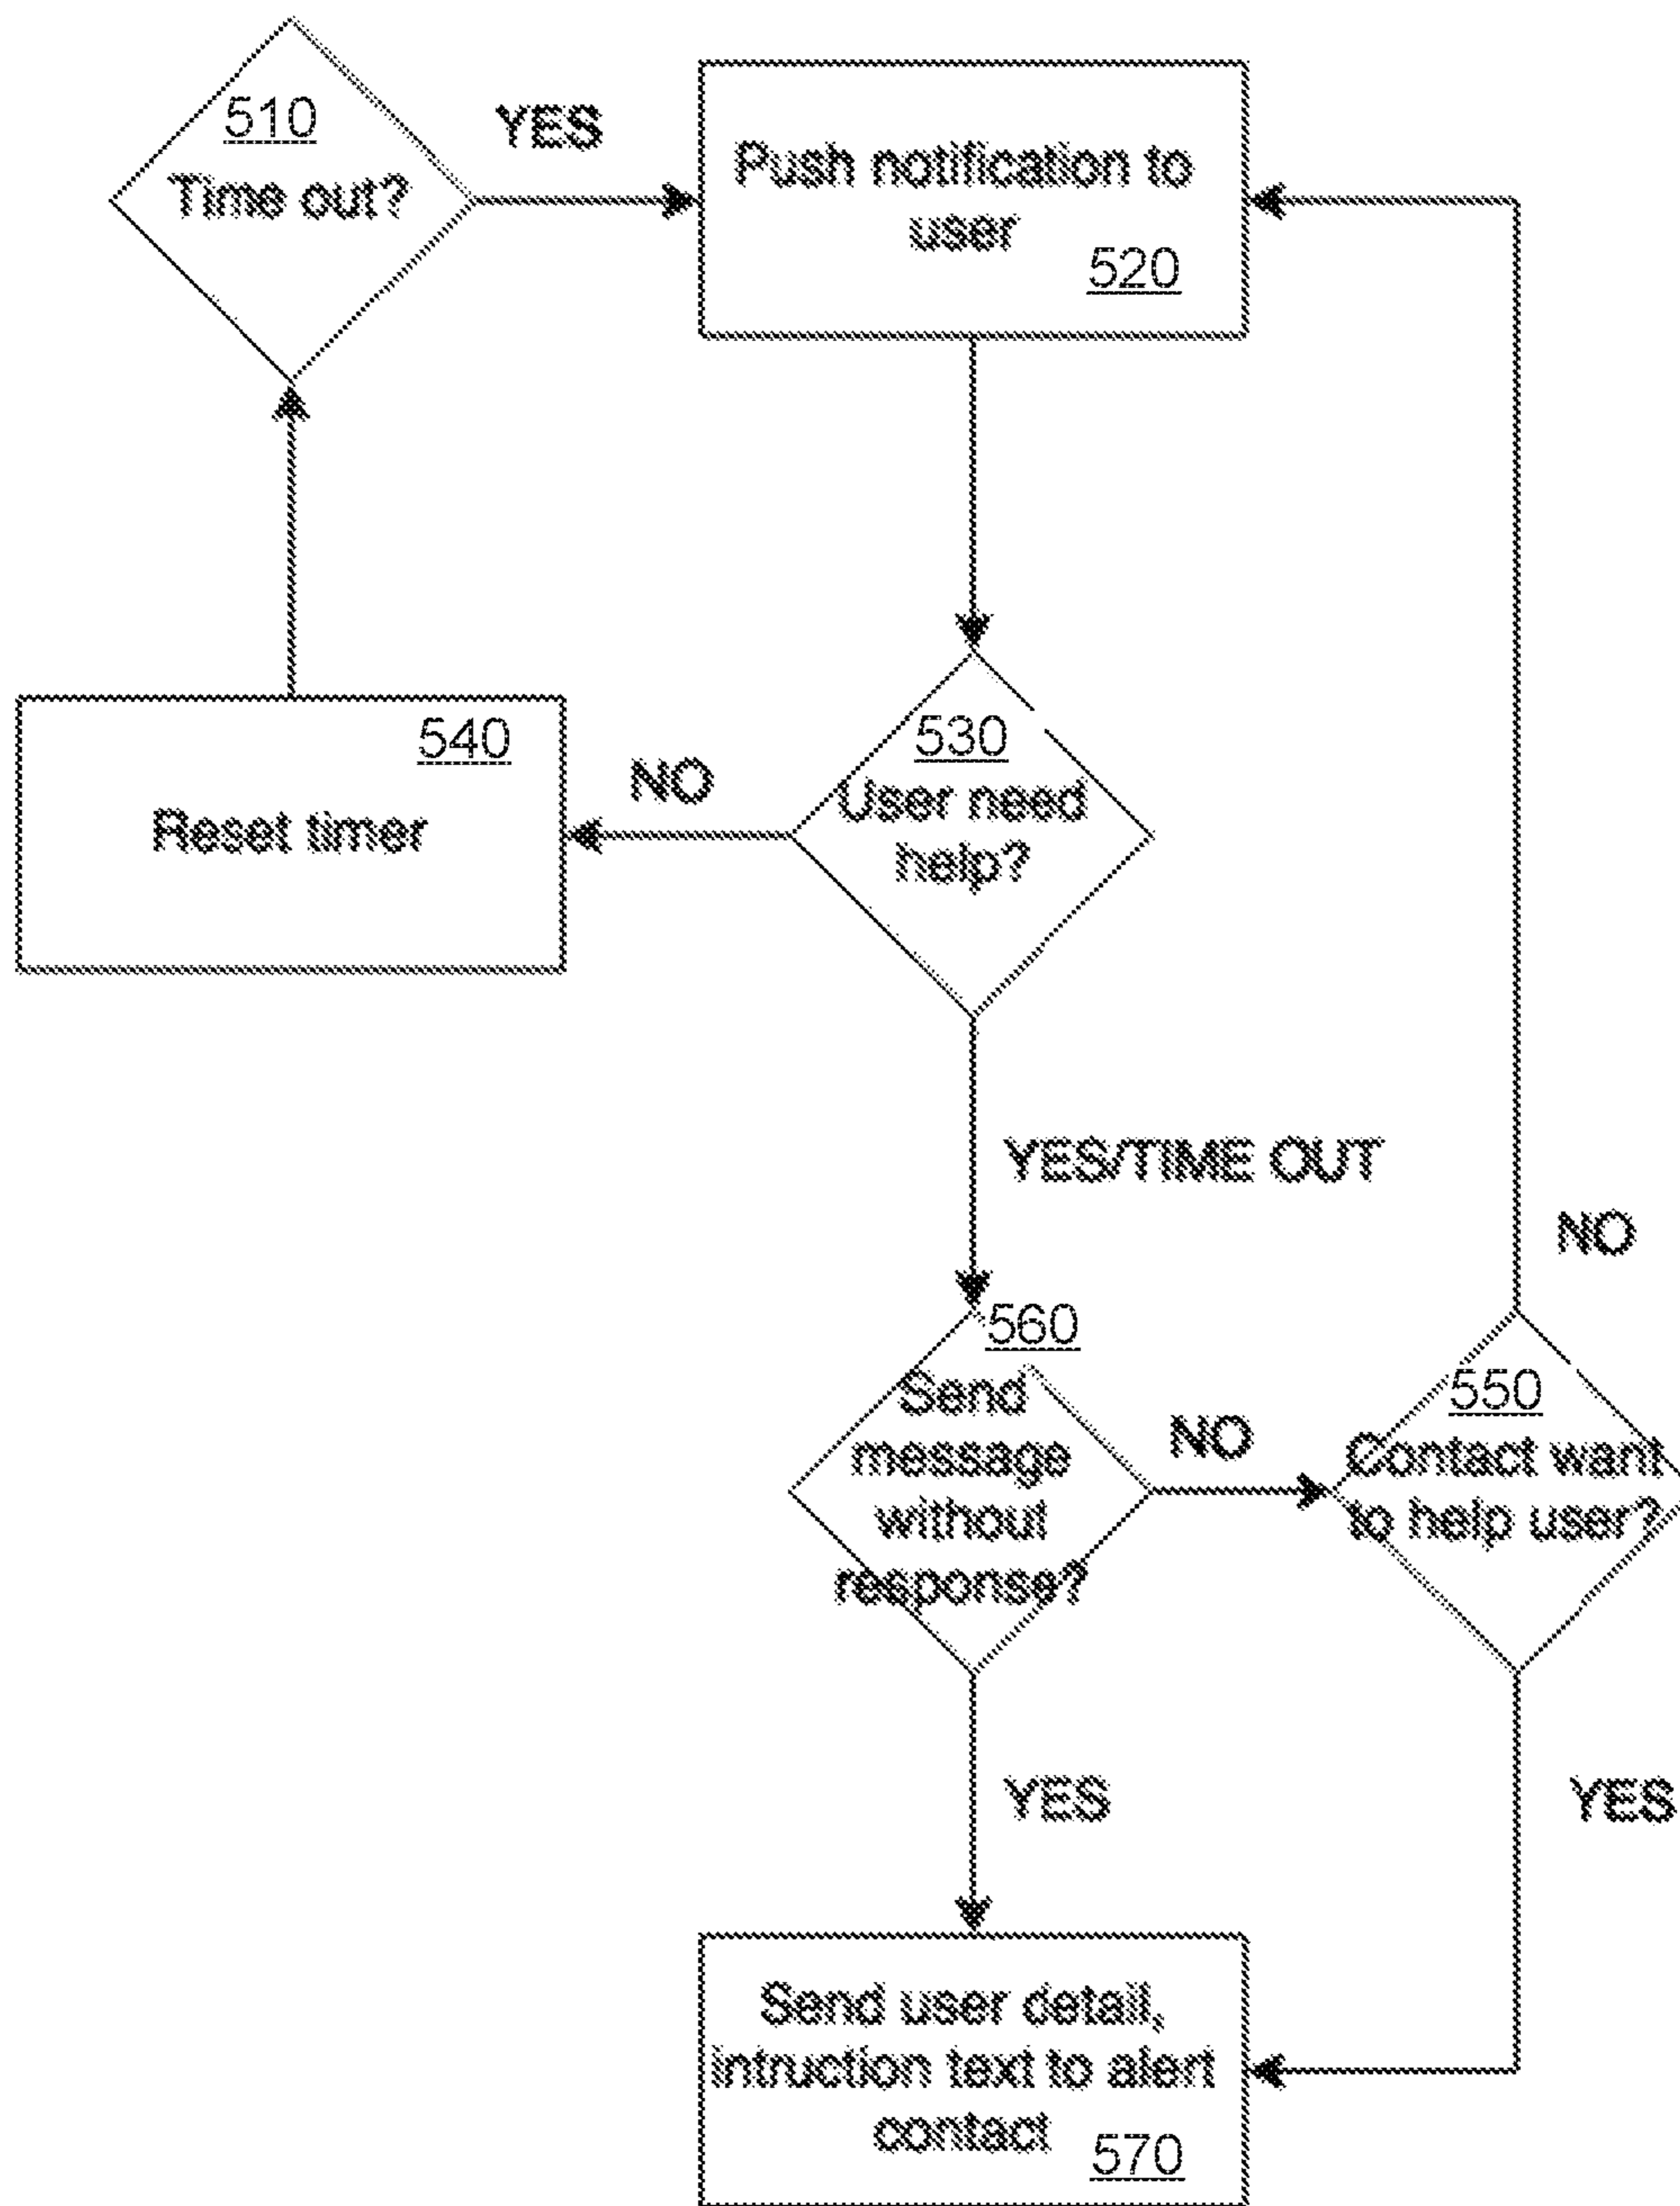 510
Time out?
YES
Push notification to
user
520
540
Reset timer
NO
530
User need
help?
YES/TIME OUT
NO
560
Send
message
without
response?
NO
550
Contact want
to help user?
YES
YES
Send user detail,
intruction text to alert
contact
570